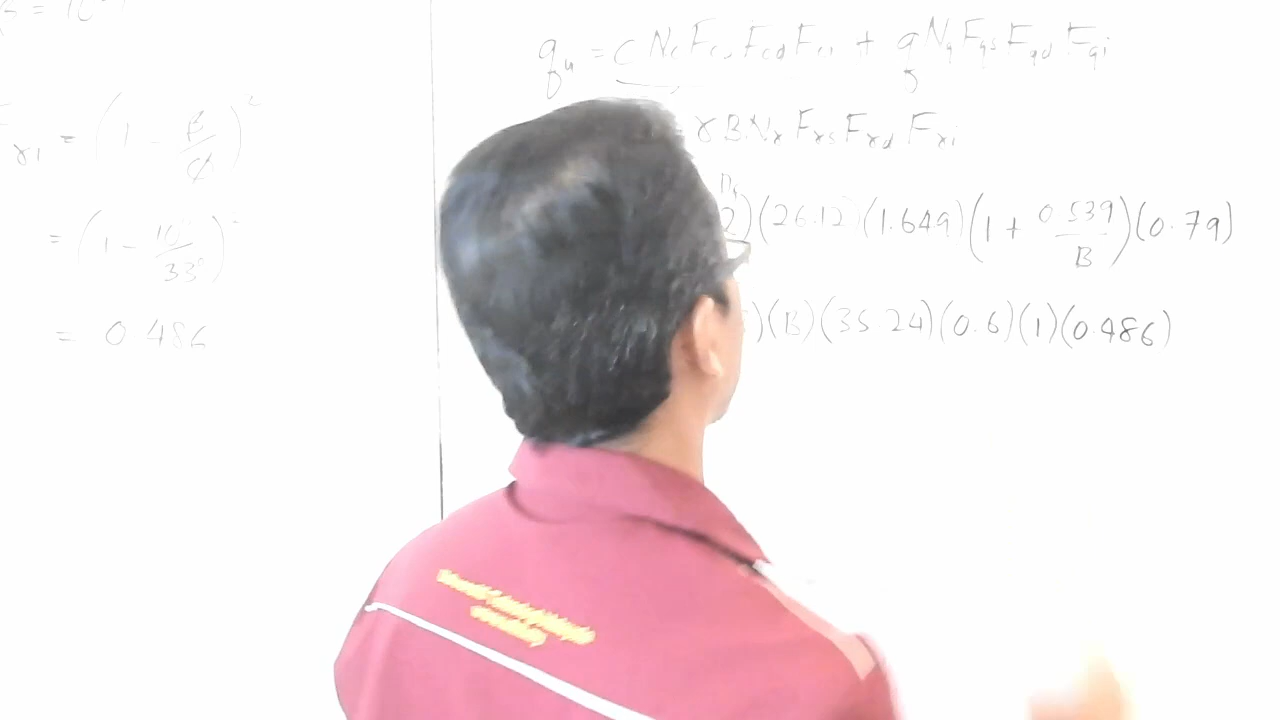 β = 10°
Fγi = (1 - β/ϕ)²
= (1 - 10°/33°)²
= 0.486
qu = c Nc Fcs Fcd Fci + q Nq Fqs Fqd Fqi
γ B Nγ Fγs Fγd Fγi
2)(26.12)(1.649)(1 + 0.539/B)(0.79)
)(B)(35.24)(0.6)(1)(0.486)